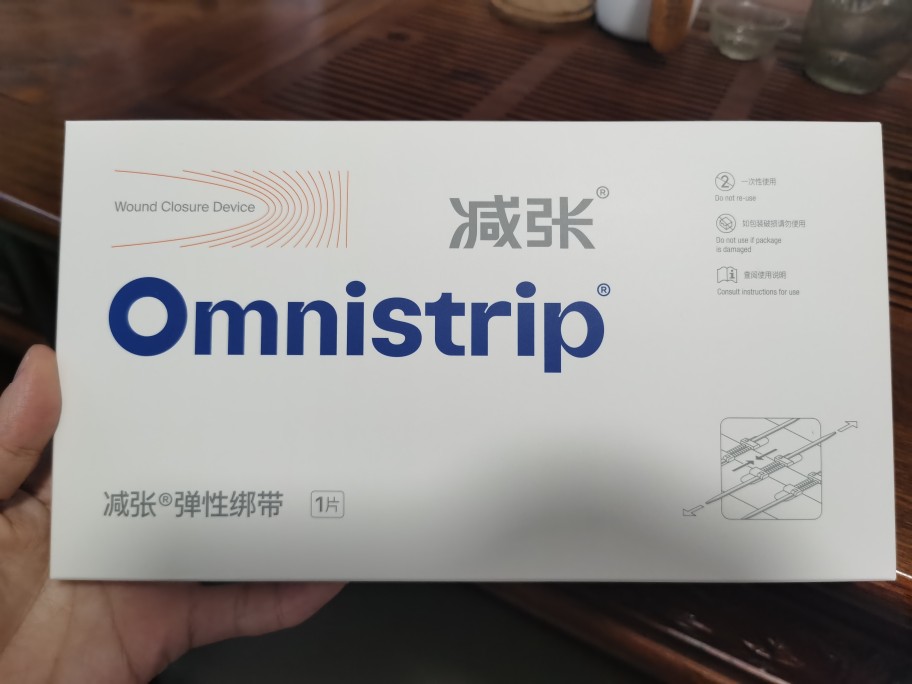 Wound Closure Device
减张®
Omnistrip®
减张®弹性绷带 1片
2 一次性使用
Do not re-use
如包装破损请勿使用
Do not use if package
is damaged
查阅使用说明
Consult instructions for use